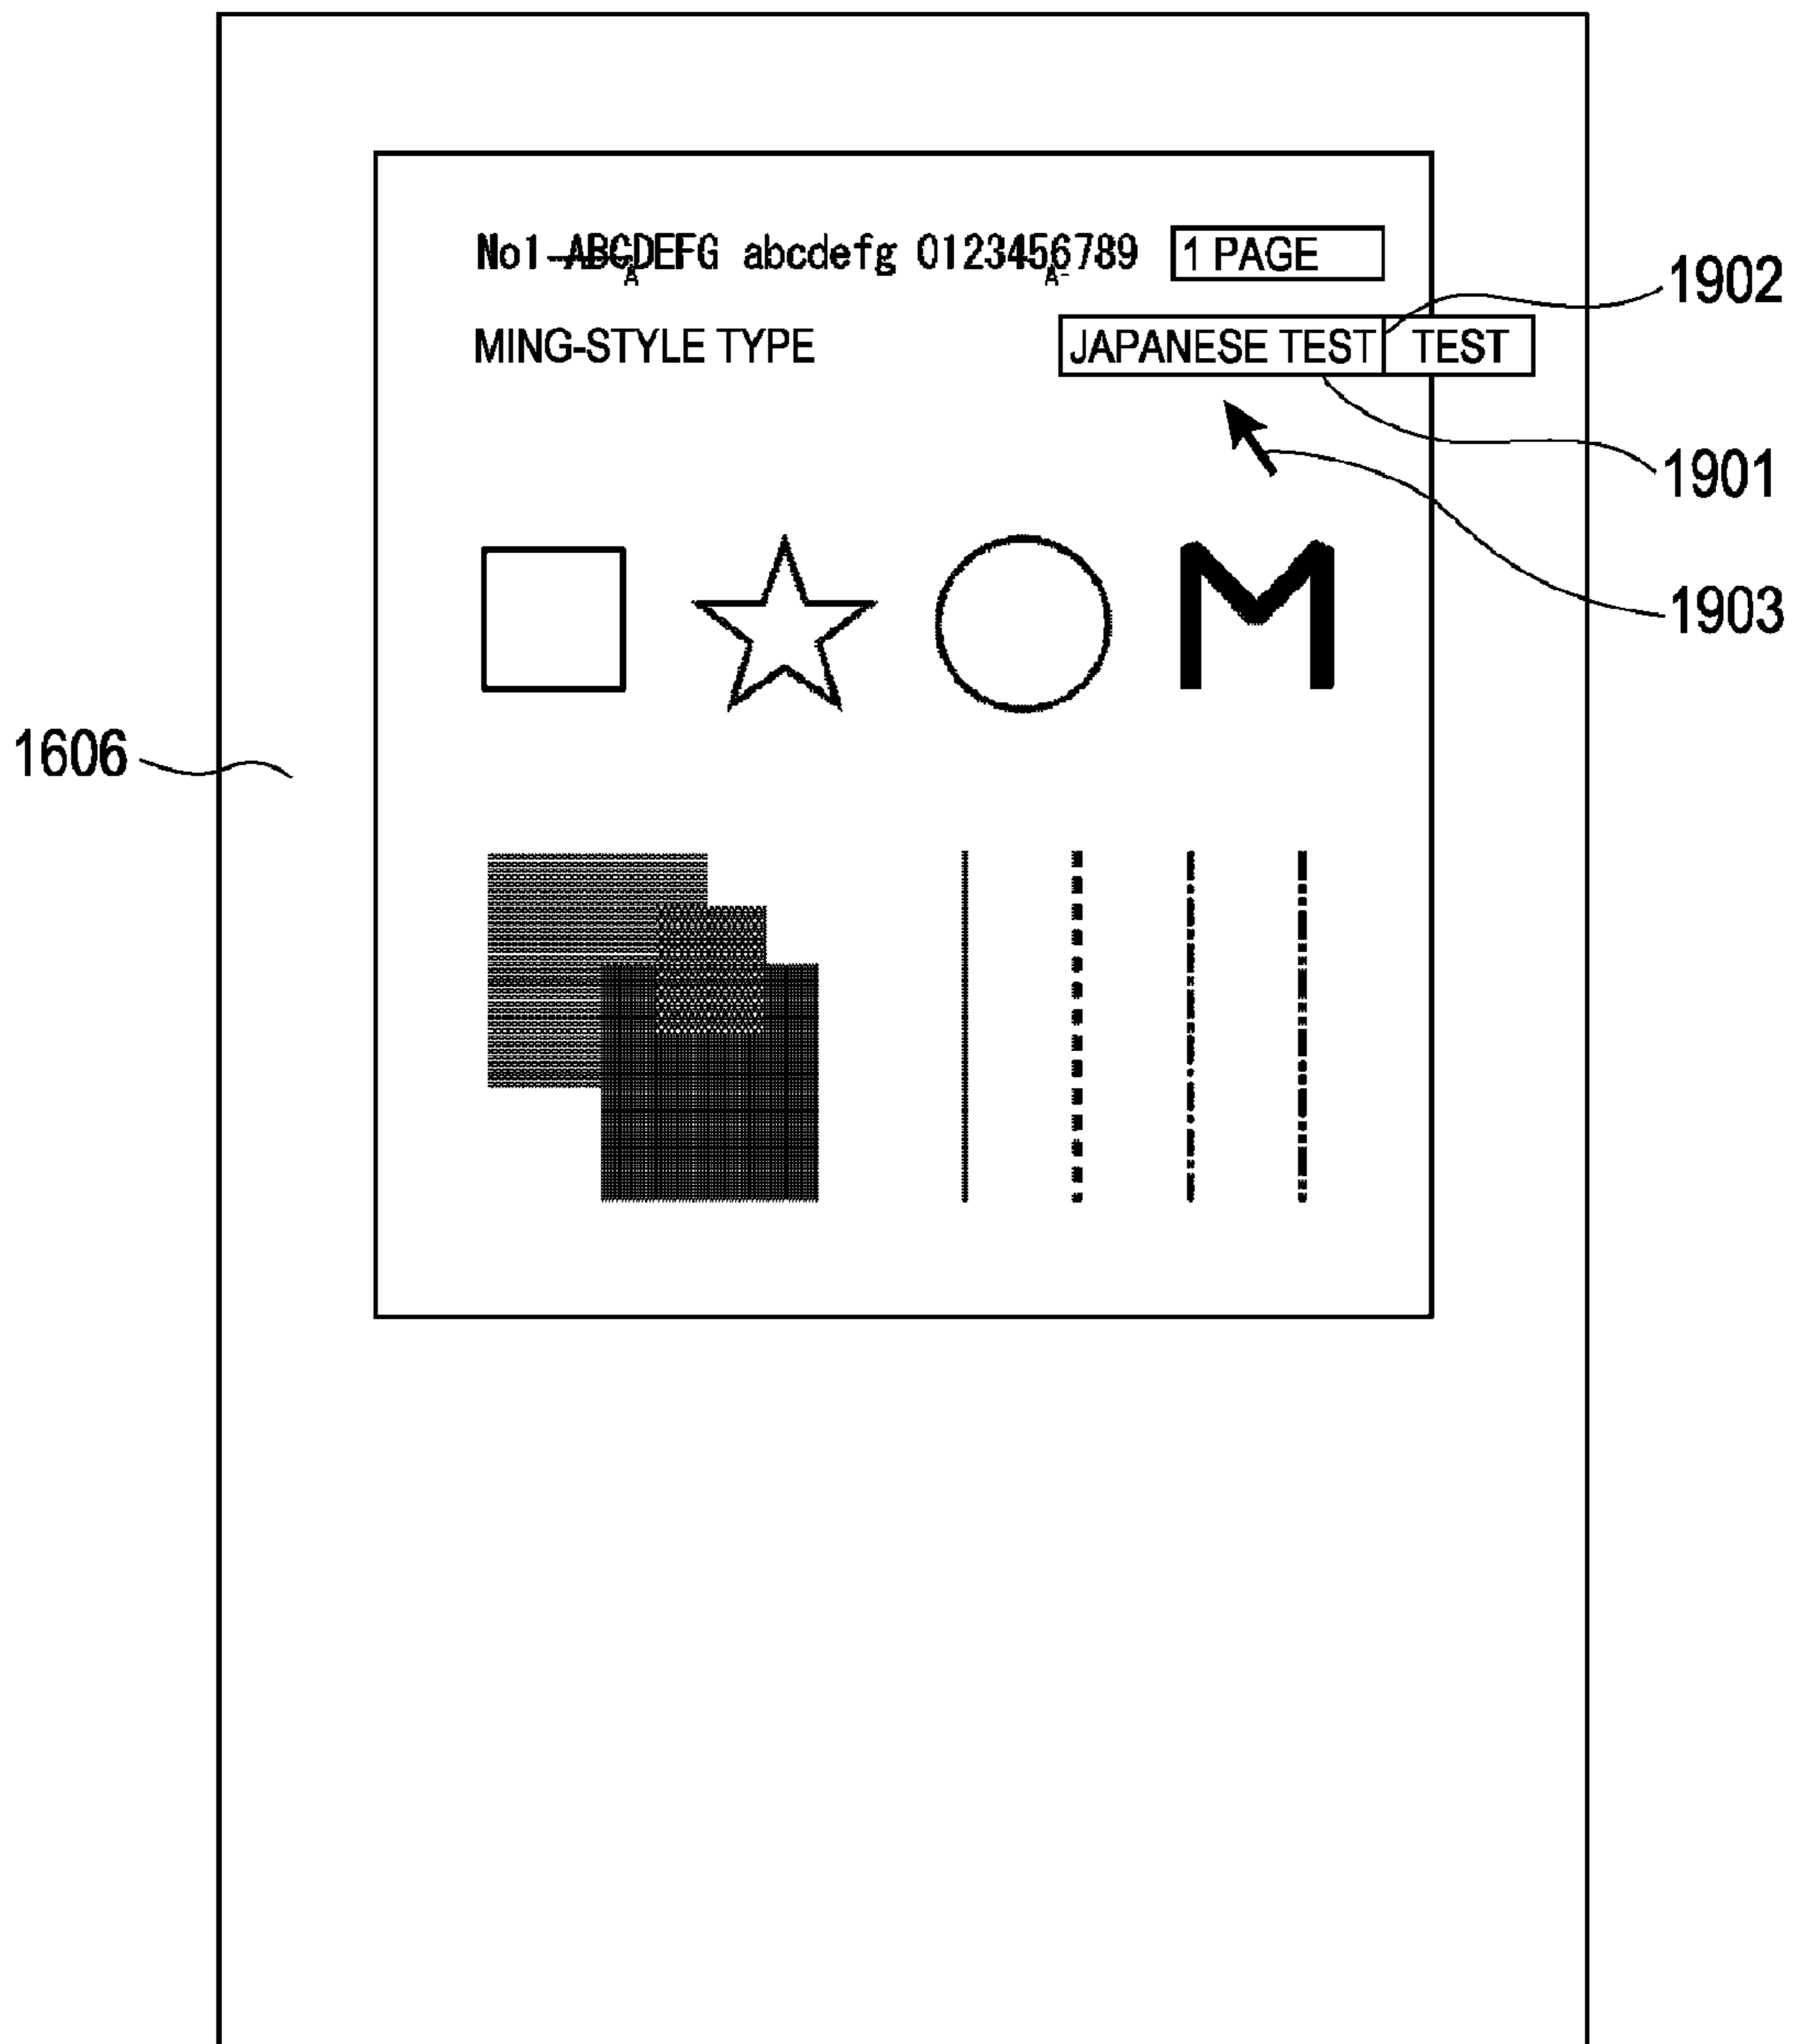 No1 ABCDEFG abcdefg 0123456789 1 PAGE
1902
MING-STYLE TYPE JAPANESE TEST TEST
1901
1903
M
1606